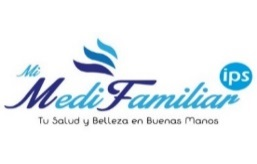 Mi
MediFamiliar ips
Tu Salud y Belleza en Buenas Manos